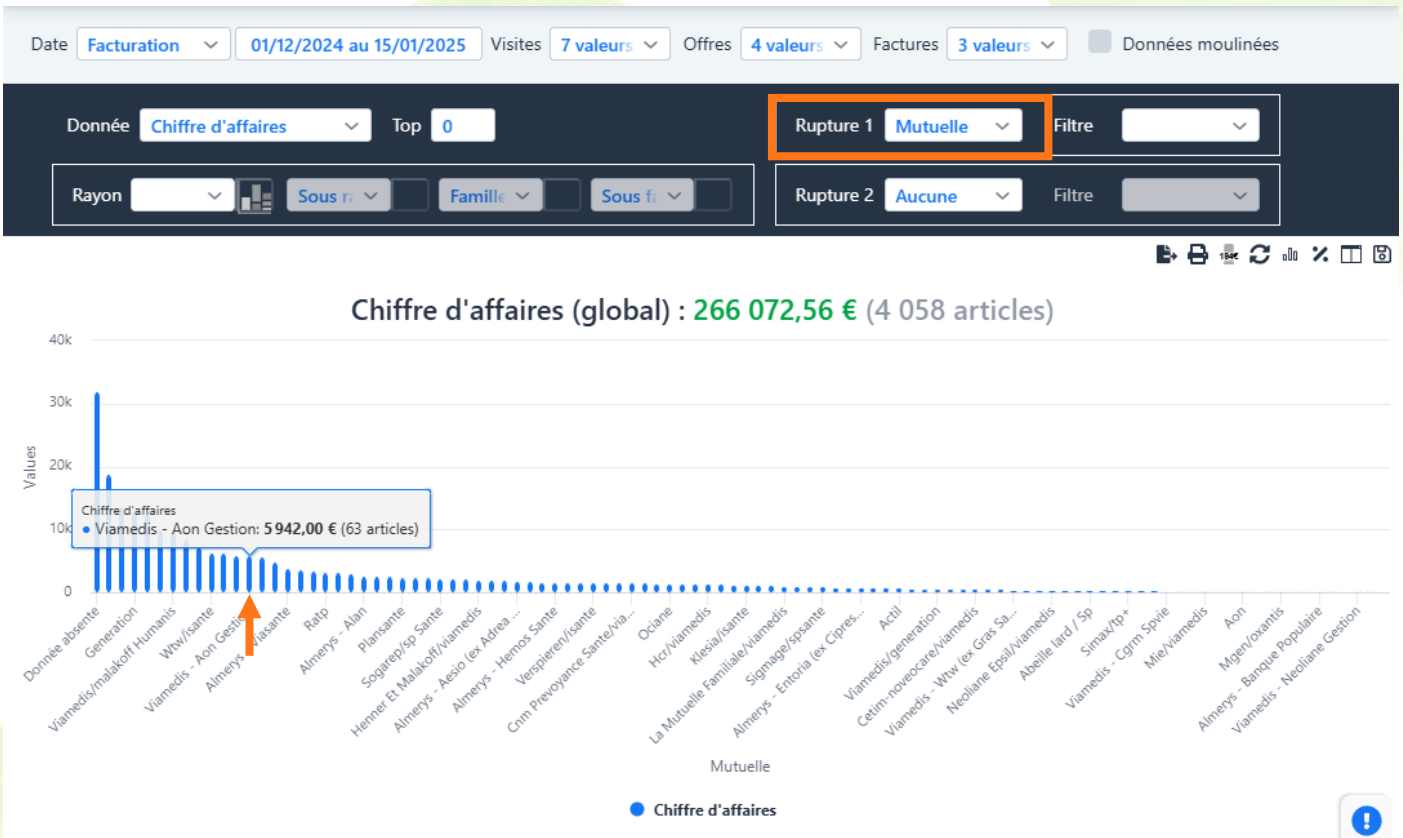 Date Facturation 01/12/2024 au 15/01/2025 Visites 7 valeurs Offres 4 valeurs Factures 3 valeurs Données moulinées
Donnée Chiffre d'affaires Top 0 Rupture 1 Mutuelle Filtre
Rayon Sous ra Famille Sous fa Rupture 2 Aucune Filtre
184€
Chiffre d'affaires (global) : 266 072,56 € (4 058 articles)
40k
30k
20k
10k
0
Values
Chiffre d'affaires
• Viamedis - Aon Gestion: 5 942,00 € (63 articles)
Donnée absente
Generation
Viamedis/malakoff Humanis
Wtw/isante
Viamedis - Aon Gestion
Almerys - Viasante
Ratp
Almerys - Alan
Plansante
Sogarep/sp Sante
Henner Et Malakoff/viamedis
Almerys - Aesio (ex Adrea ...
Almerys - Hemos Sante
Verspieren/isante
Cnm Prevoyance Sante/via...
Ociane
Hcr/viamedis
Klesia/isante
La Mutuelle Familiale/viamedis
Sigmage/spsante
Almerys - Entoria (ex Cipres...
Actil
Viamedis/generation
Cetim-noveocare/viamedis
Viamedis - Wtw (ex Gras Sa...
Neoliane Epsil/viamedis
Abeille Iard / Sp
Simax/tp+
Viamedis - Cgrm Spvie
Mie/viamedis
Aon
Mgen/oxantis
Almerys - Banque Populaire
Viamedis - Neoliane Gestion
Mutuelle
Chiffre d'affaires